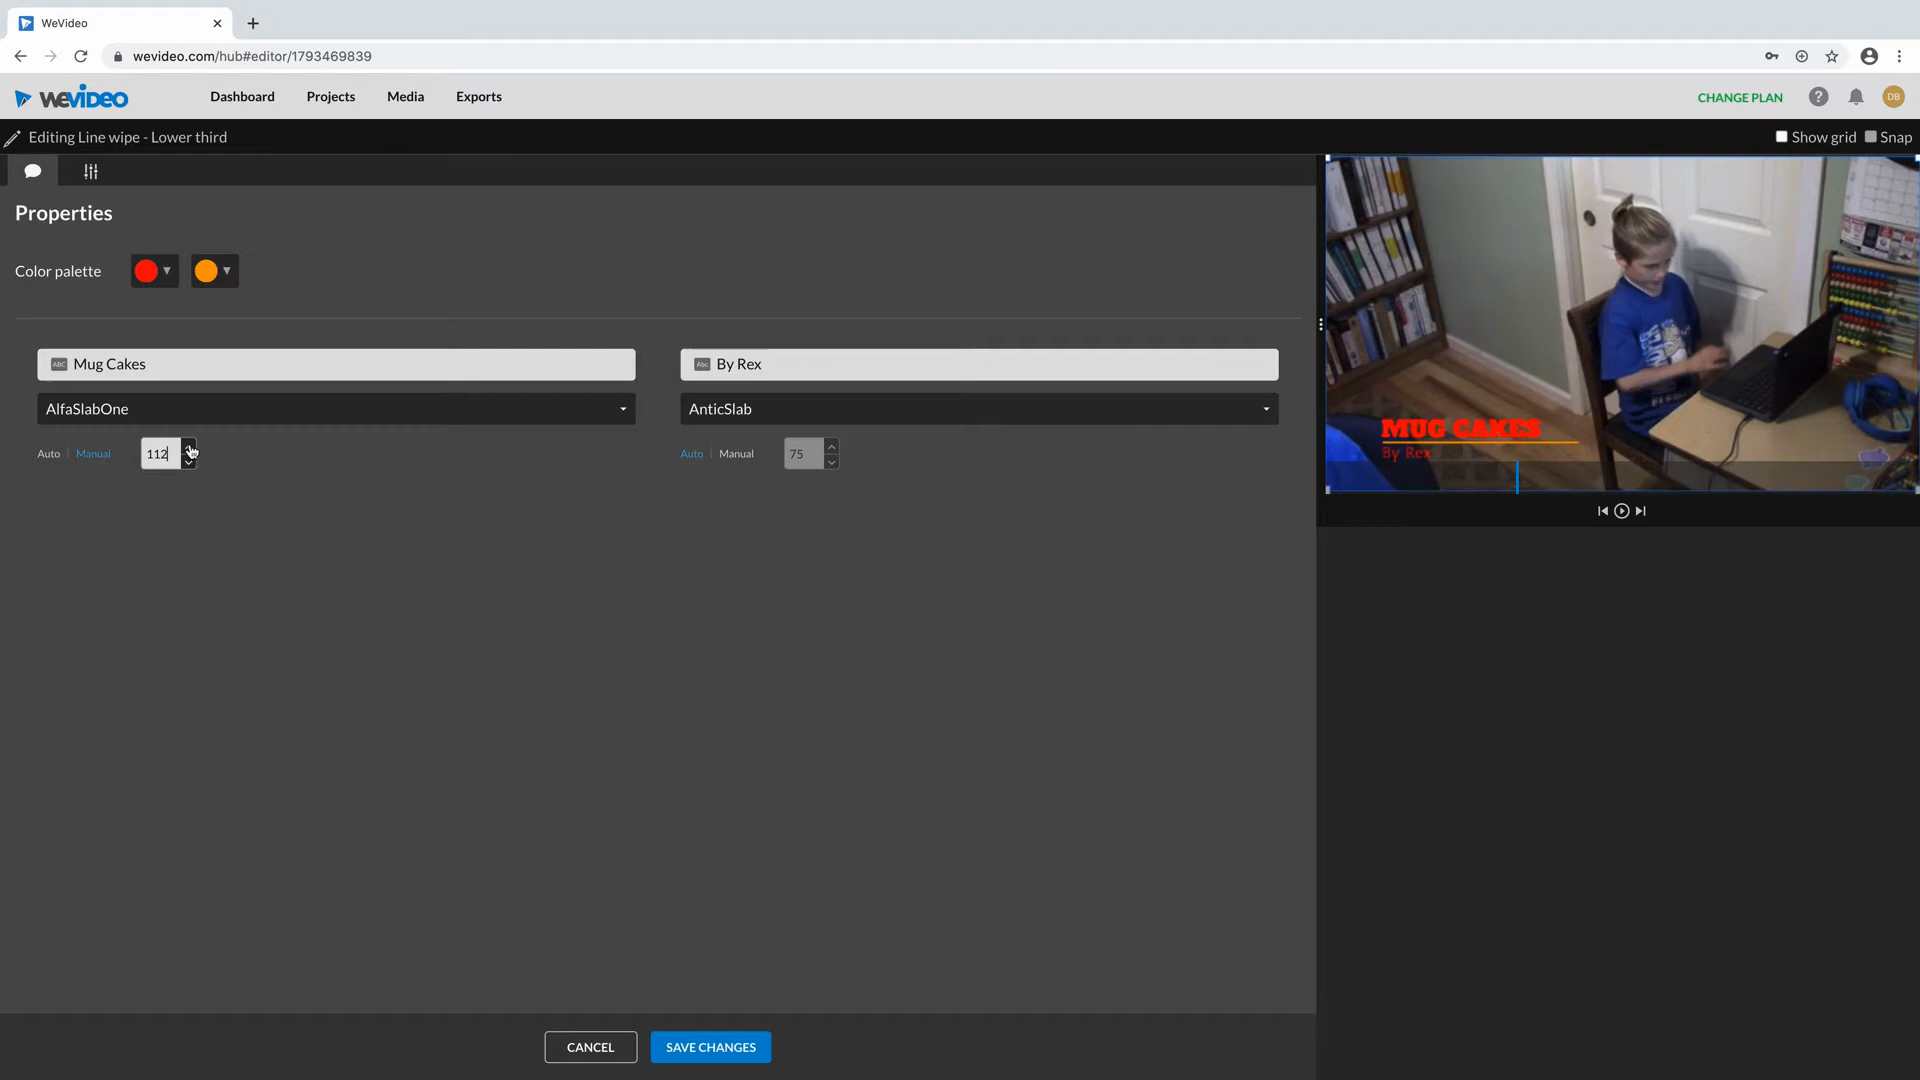 WeVideo
wevideo.com/hub#editor/1793469839
wevideo
Dashboard
Projects
Media
Exports
CHANGE PLAN
?
DB
Editing Line wipe - Lower third
Show grid
Snap
Properties
Color palette
ABC Mug Cakes
Abc By Rex
AlfaSlabOne
AnticSlab
Auto | Manual
112
Auto | Manual
75
MUG CAKES
By Rex
CANCEL
SAVE CHANGES